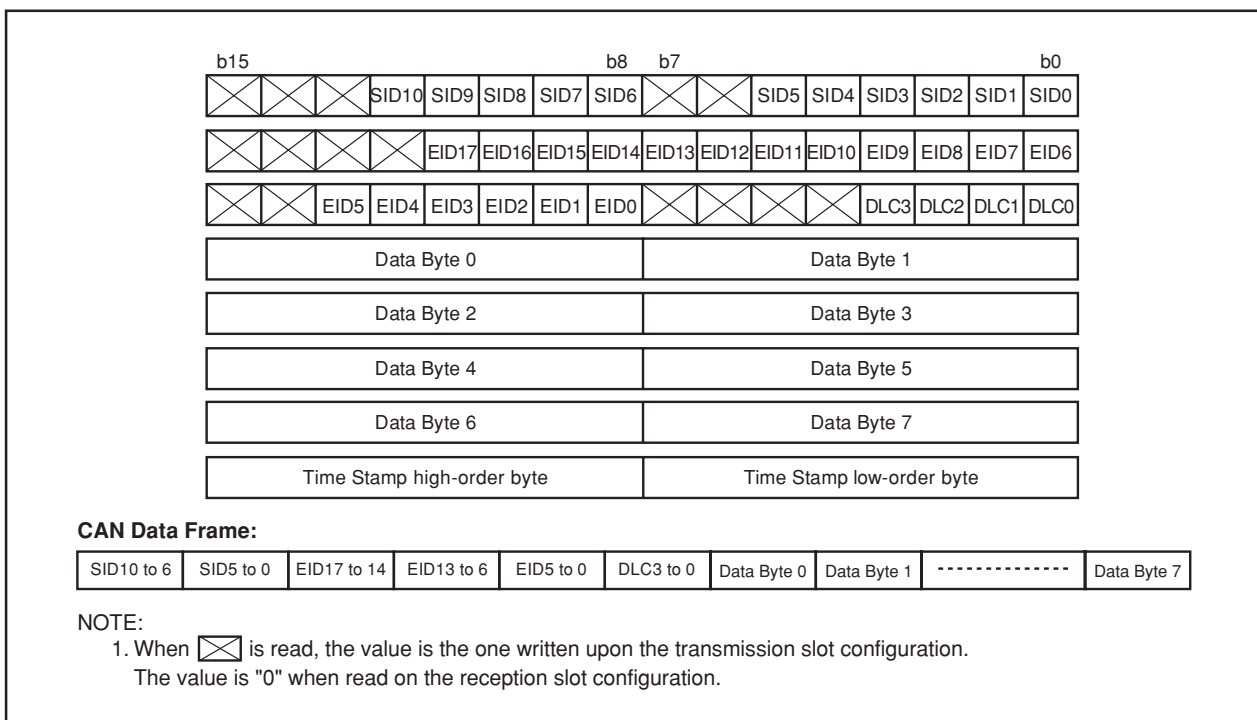 b15 b8 b7 b0
SID10 SID9 SID8 SID7 SID6 SID5 SID4 SID3 SID2 SID1 SID0
EID17 EID16 EID15 EID14 EID13 EID12 EID11 EID10 EID9 EID8 EID7 EID6
EID5 EID4 EID3 EID2 EID1 EID0 DLC3 DLC2 DLC1 DLC0
Data Byte 0 Data Byte 1
Data Byte 2 Data Byte 3
Data Byte 4 Data Byte 5
Data Byte 6 Data Byte 7
Time Stamp high-order byte Time Stamp low-order byte
CAN Data Frame:
SID10 to 6 SID5 to 0 EID17 to 14 EID13 to 6 EID5 to 0 DLC3 to 0 Data Byte 0 Data Byte 1 -------------- Data Byte 7
NOTE:
1. When is read, the value is the one written upon the transmission slot configuration.
The value is "0" when read on the reception slot configuration.